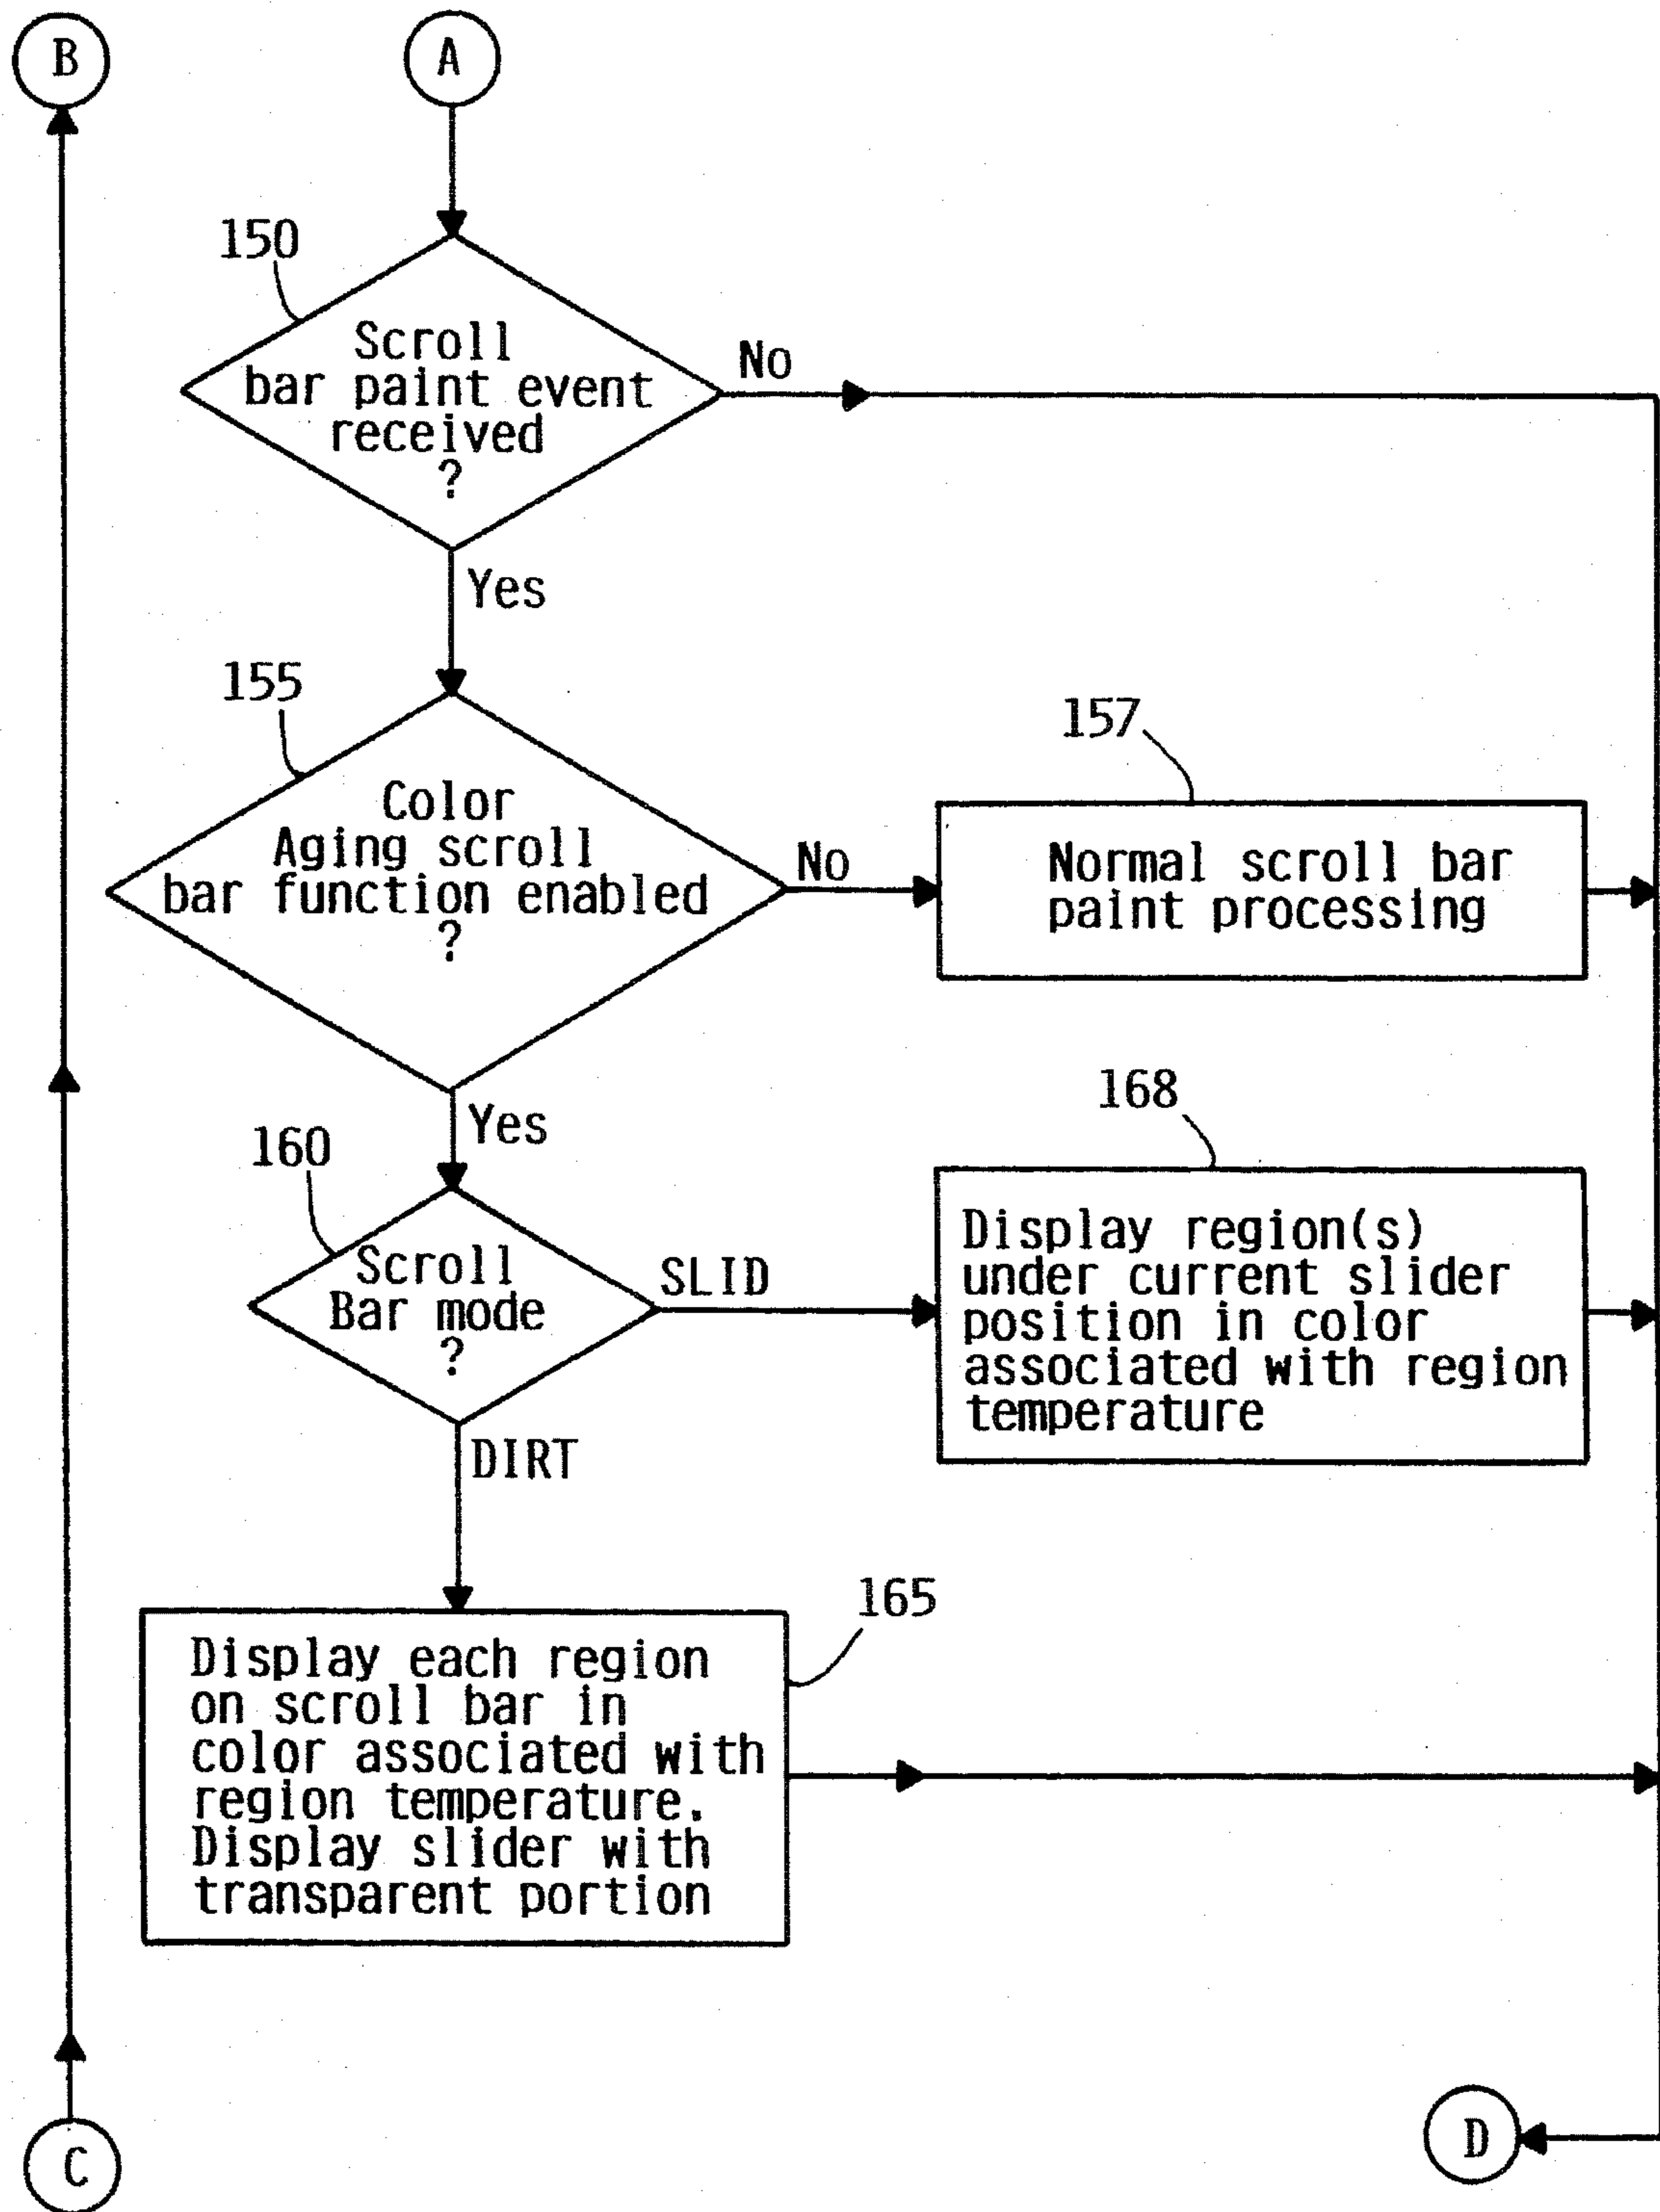 B
A
150
Scroll
bar paint event
received
?
No
Yes
155
Color
Aging scroll
bar function enabled
?
No
157
Normal scroll bar
paint processing
Yes
160
Scroll
Bar mode
?
SLID
168
Display region(s)
under current slider
position in color
associated with region
temperature
DIRT
165
Display each region
on scroll bar in
color associated with
region temperature.
Display slider with
transparent portion
C
D